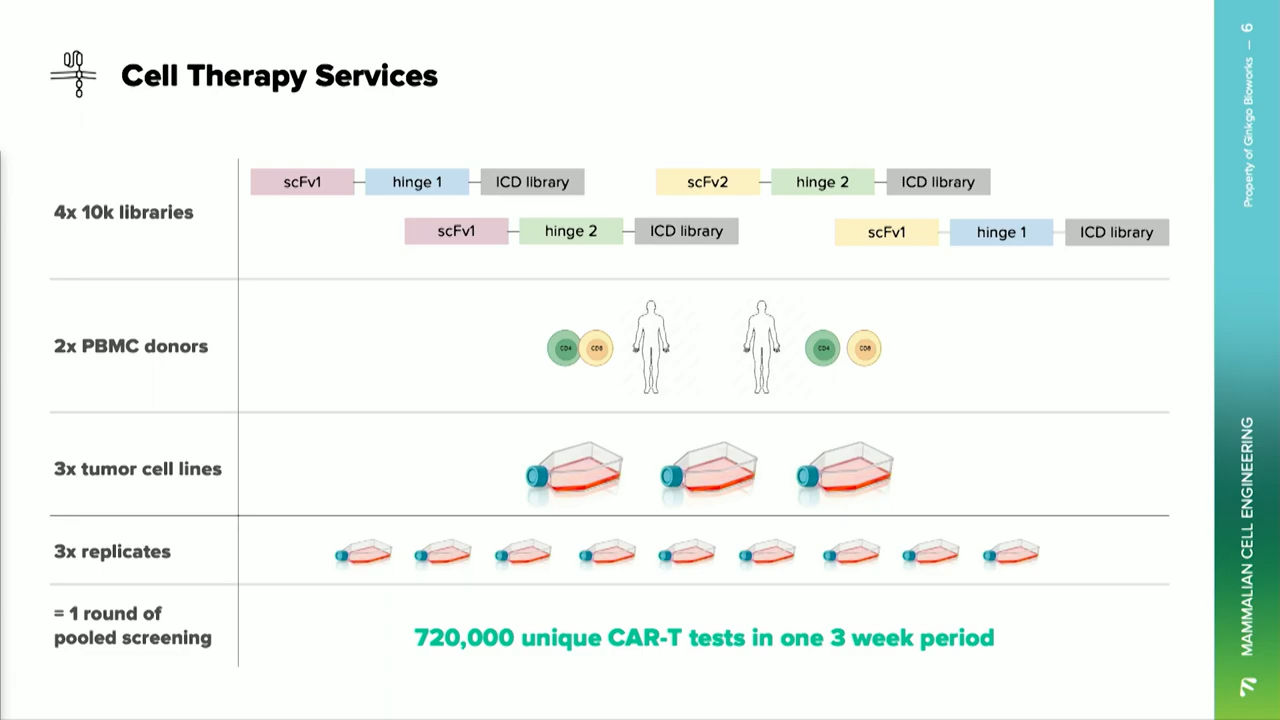 Cell Therapy Services
4x 10k libraries
scFv1 hinge 1 ICD library
scFv2 hinge 2 ICD library
scFv1 hinge 2 ICD library
scFv1 hinge 1 ICD library
2x PBMC donors
CD4 CD8
CD4 CD8
3x tumor cell lines
3x replicates
= 1 round of
pooled screening
720,000 unique CAR-T tests in one 3 week period
Property of Ginkgo Bioworks — 6
MAMMALIAN CELL ENGINEERING